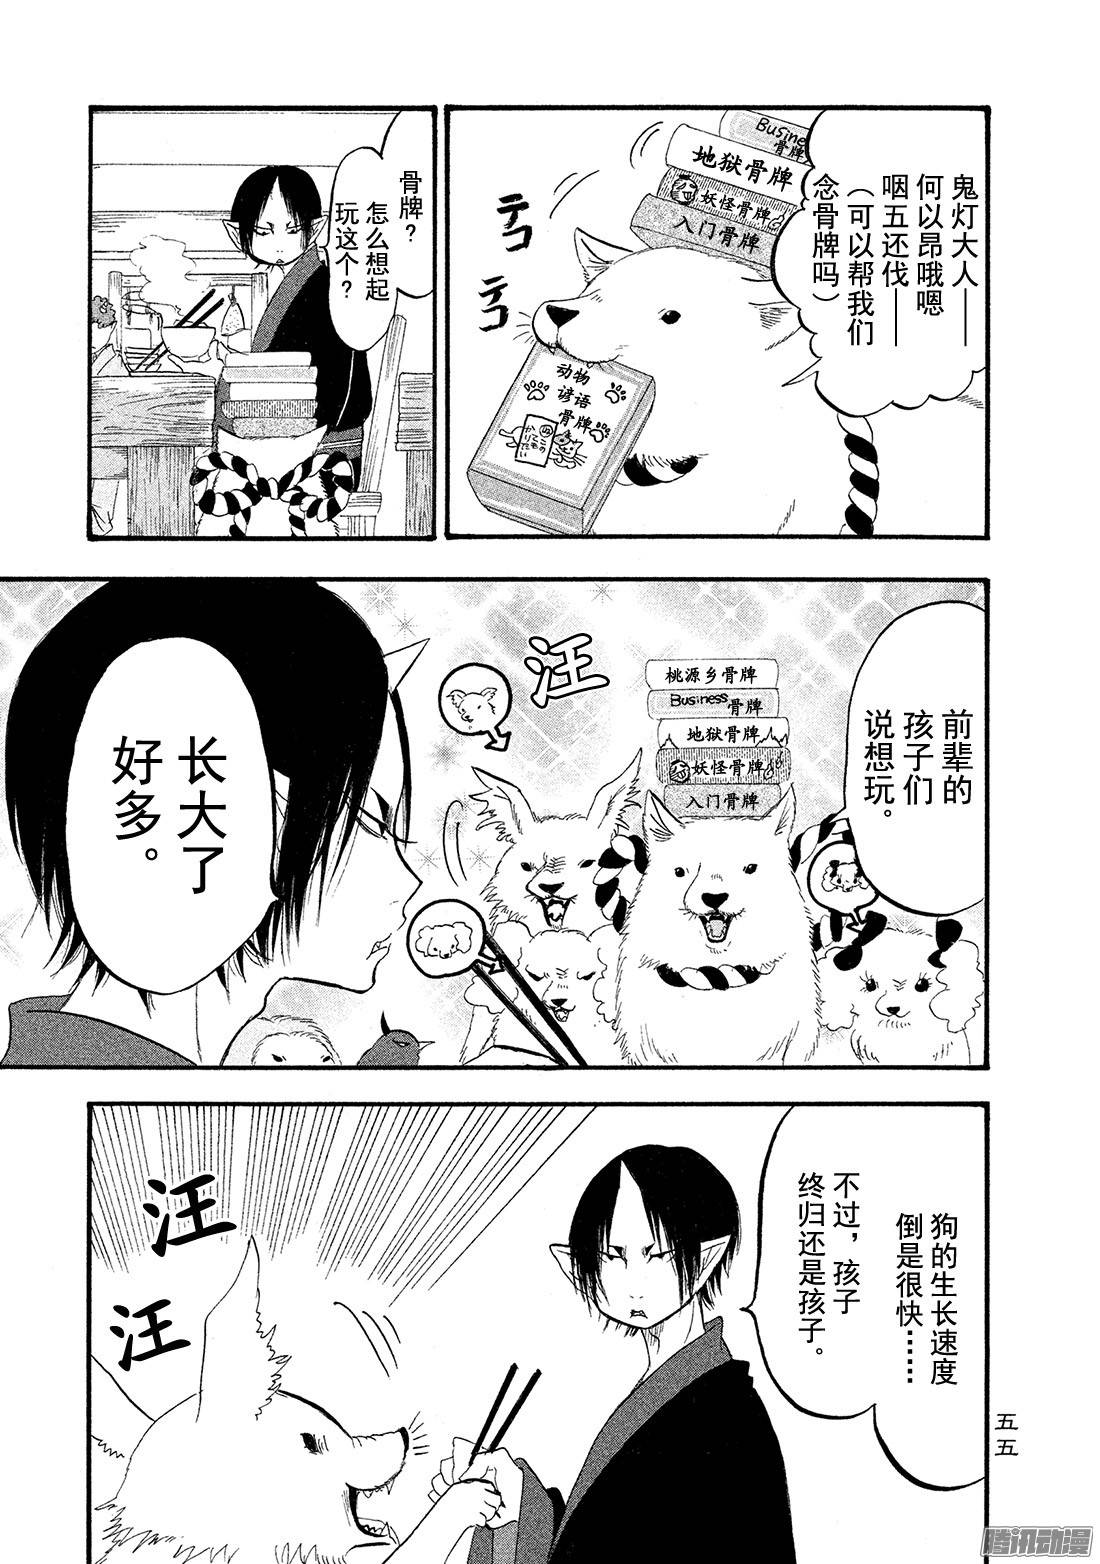 鬼灯大人——
何以昂哦嗯
咽五还伐——
（可以帮我们
念骨牌吗）
Busine
骨牌
地狱骨牌
妖怪骨牌
入门骨牌
テコ
テコ
动物
谚语
骨牌
骨牌？
怎么想起
玩这个？
前辈的
孩子们
说想玩。
桃源乡骨牌
Business骨牌
地狱骨牌
妖怪骨牌
入门骨牌
汪
长大了
好多。
狗的生长速度
倒是很快……
不过，孩子
终归还是孩子。
汪
汪
五五
腾讯动漫